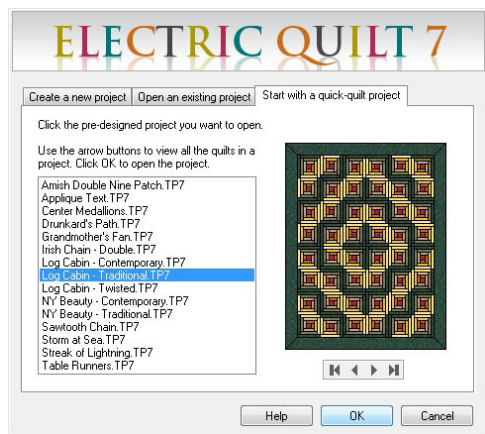 ELECTRIC QUILT 7
Create a new project
Open an existing project
Start with a quick-quilt project
Click the pre-designed project you want to open.
Use the arrow buttons to view all the quilts in a
project. Click OK to open the project.
Amish Double Nine Patch.TP7
Applique Text.TP7
Center Medallions.TP7
Drunkard's Path.TP7
Grandmother's Fan.TP7
Irish Chain - Double.TP7
Log Cabin - Contemporary.TP7
Log Cabin - Traditional.TP7
Log Cabin - Twisted.TP7
NY Beauty - Contemporary.TP7
NY Beauty - Traditional.TP7
Sawtooth Chain.TP7
Storm at Sea.TP7
Streak of Lightning.TP7
Table Runners.TP7
Help
OK
Cancel